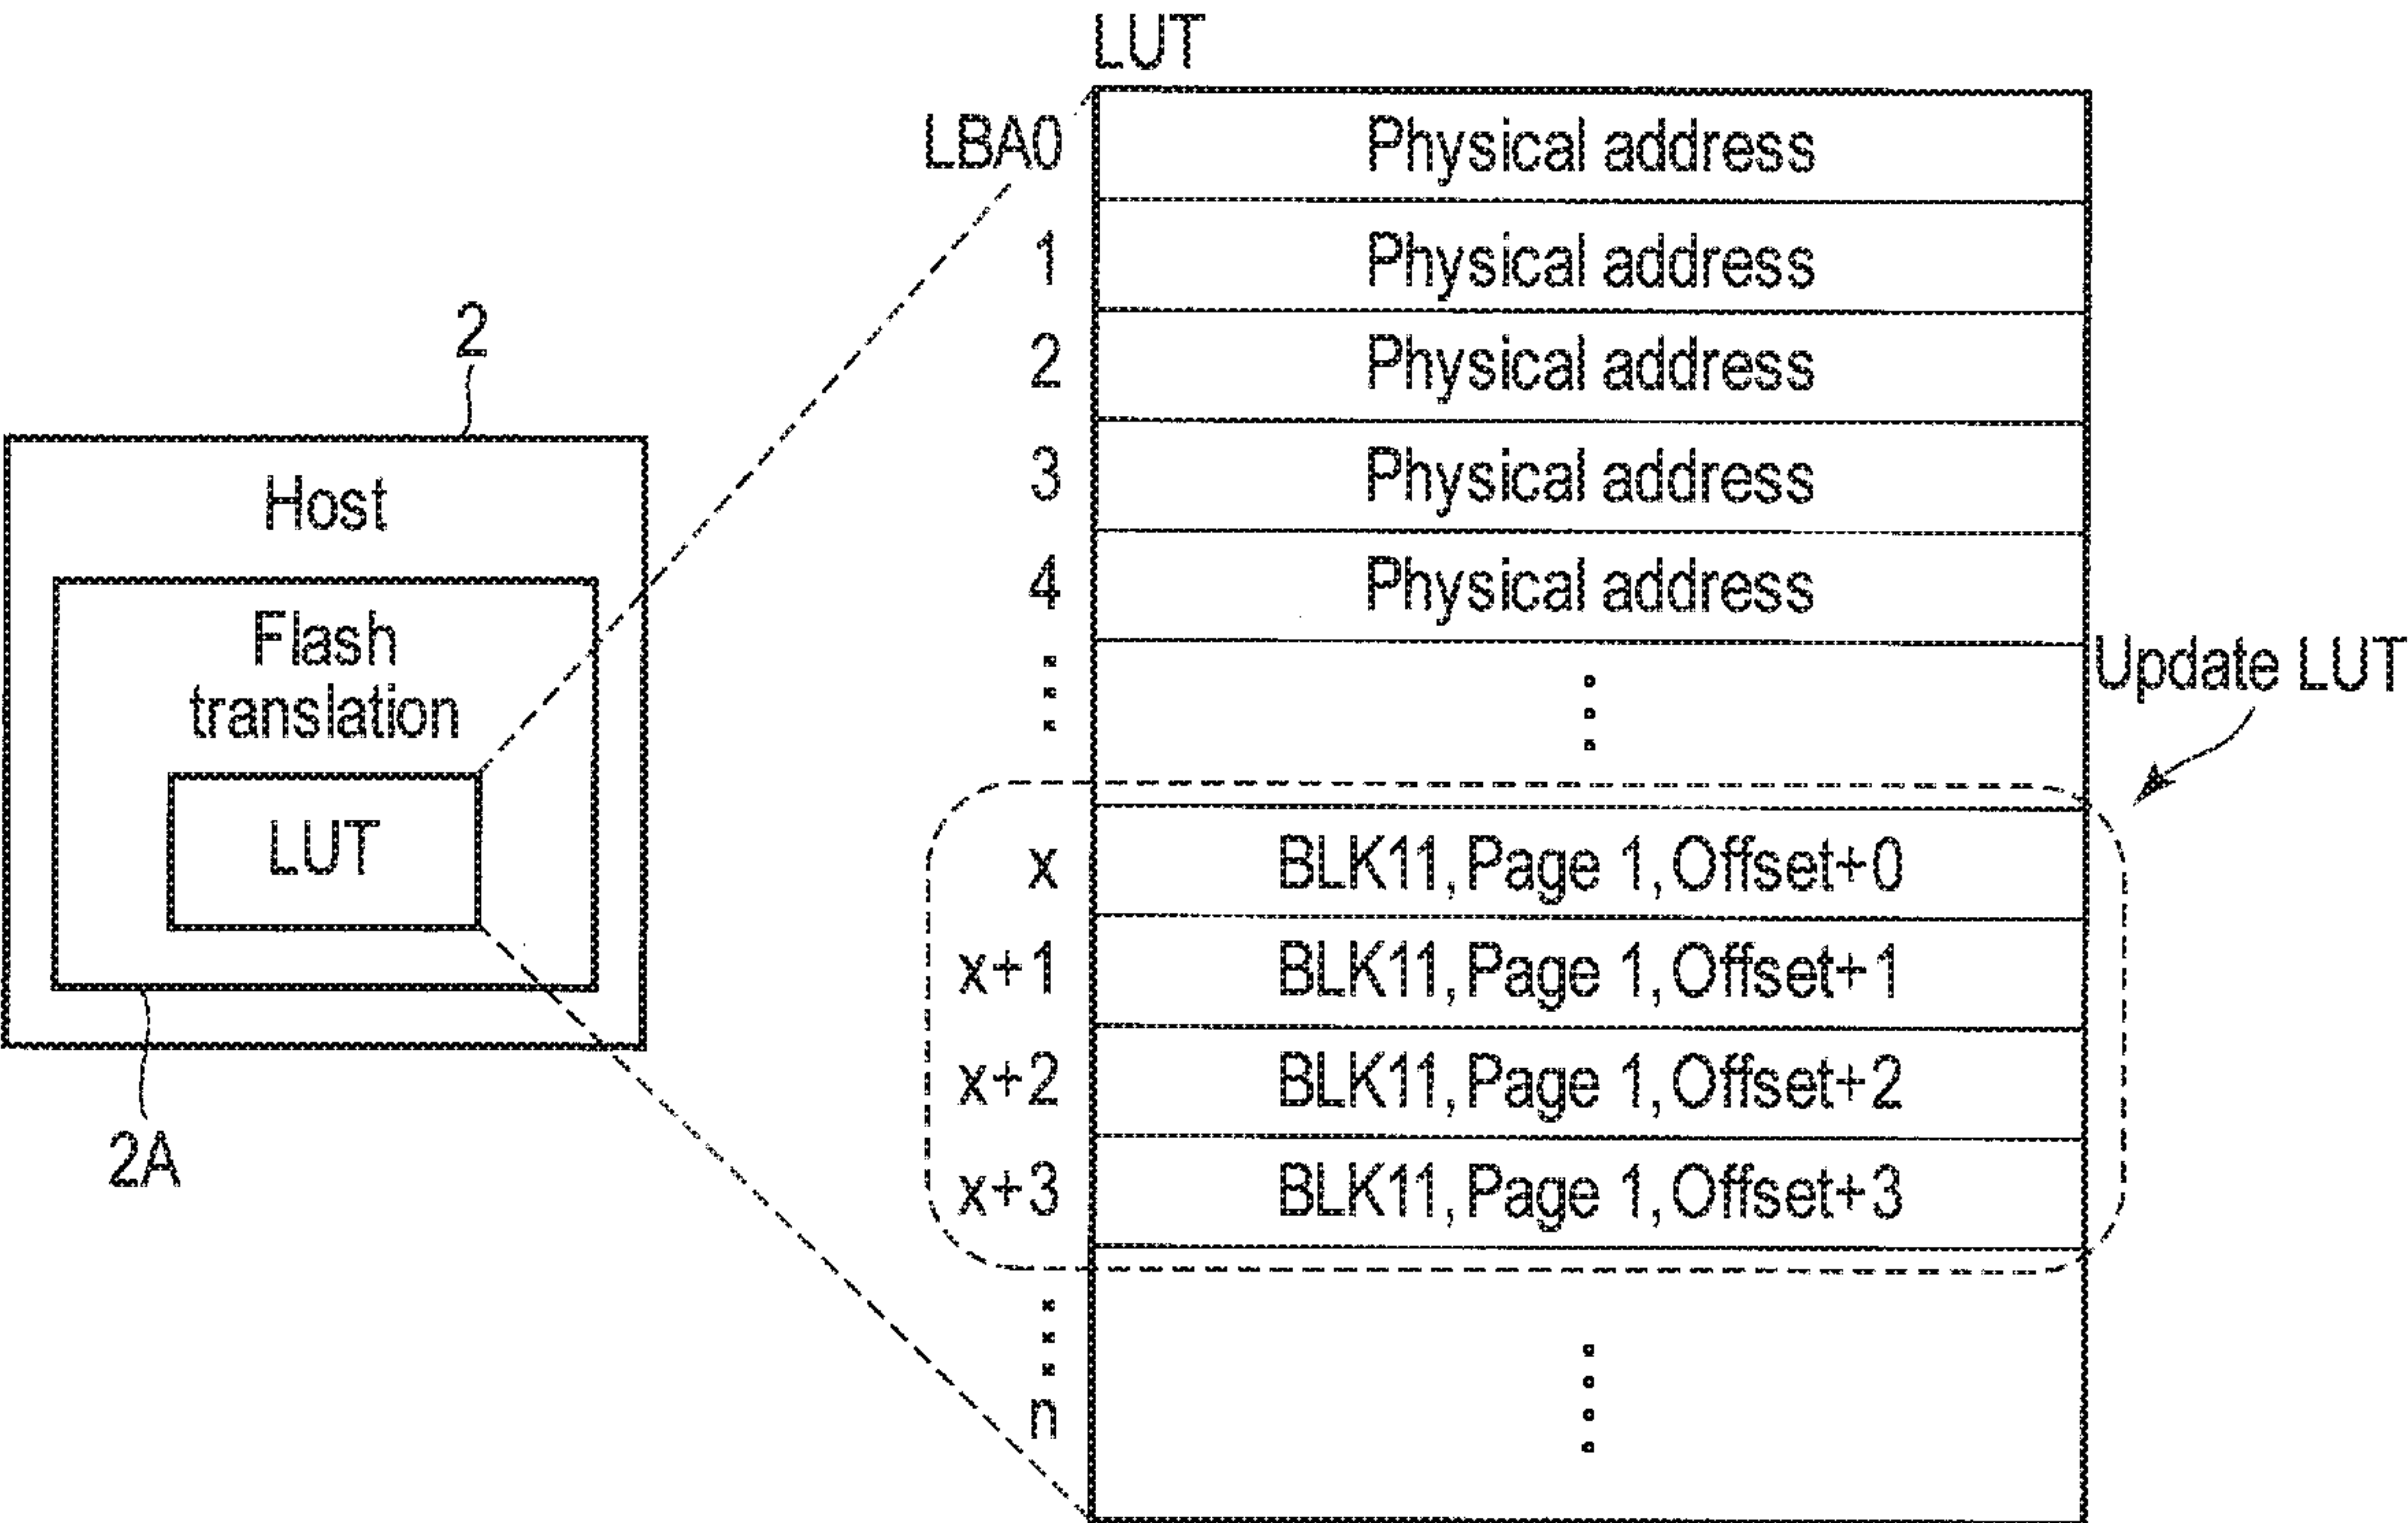 LUT
LBA0 Physical address
1 Physical address
2 Physical address
3 Physical address
4 Physical address
2
Host
Flash
translation
LUT
2A
Update LUT
x BLK11, Page 1, Offset+0
x+1 BLK11, Page 1, Offset+1
x+2 BLK11, Page 1, Offset+2
x+3 BLK11, Page 1, Offset+3
n